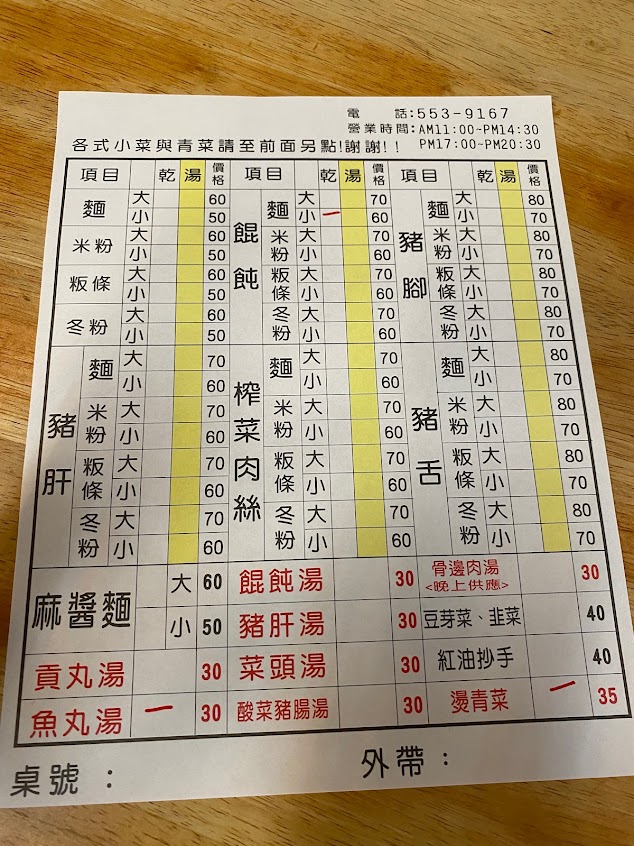 電 話:553-9167
營業時間:AM11:00~PM14:30
各式小菜與青菜請至前面另點!謝謝!! PM17:00~PM20:30
項目 乾 湯 價格 項目 乾 湯 價格 項目 乾 湯 價格
麵 大 60 餛飩 麵 大 70 豬腳 麵 大 80
小 50 小 一 60 小 70
米粉 大 60 米粉 大 70 米粉 大 80
小 50 小 60 小 70
粄條 大 60 粄條 大 70 粄條 大 80
小 50 小 60 小 70
冬粉 大 60 冬粉 大 70 冬粉 大 80
小 50 小 60 小 70
豬肝 麵 大 70 榨菜肉絲 麵 大 70 豬舌 麵 大 80
小 60 小 60 小 70
米粉 大 70 米粉 大 70 米粉 大 80
小 60 小 60 小 70
粄條 大 70 粄條 大 70 粄條 大 80
小 60 小 60 小 70
冬粉 大 70 冬粉 大 70 冬粉 大 80
小 60 小 60 小 70
麻醬麵 大 60 餛飩湯 30 骨邊肉湯 <晚上供應> 30
小 50 豬肝湯 30 豆芽菜、韭菜 40
貢丸湯 30 菜頭湯 30 紅油抄手 40
魚丸湯 一 30 酸菜豬腸湯 30 燙青菜 一 35
桌號 : 外帶 :